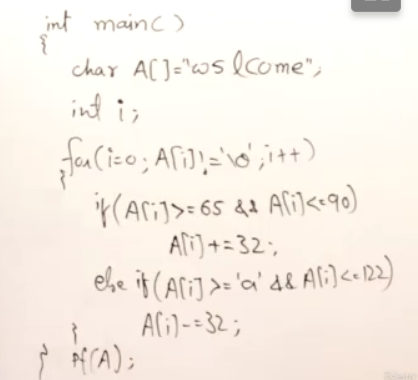 int main()
{
char A[]="ws lCome";
int i;
for(i=0; A[i]!='\0'; i++)
{
if(A[i]>=65 && A[i]<=90)
A[i]+=32;
else if(A[i]>='a' && A[i]<=122)
A[i]-=32;
}
} Pf(A);